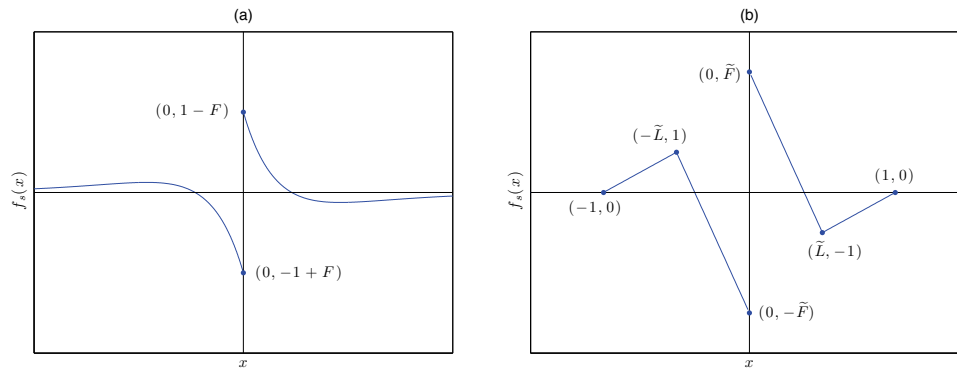 (a)
(0, 1 − F)
(0, −1 + F)
f_s(x)
x
(b)
(0, F̃)
(−L̃, 1)
(1, 0)
(−1, 0)
(L̃, −1)
(0, −F̃)
f_s(x)
x